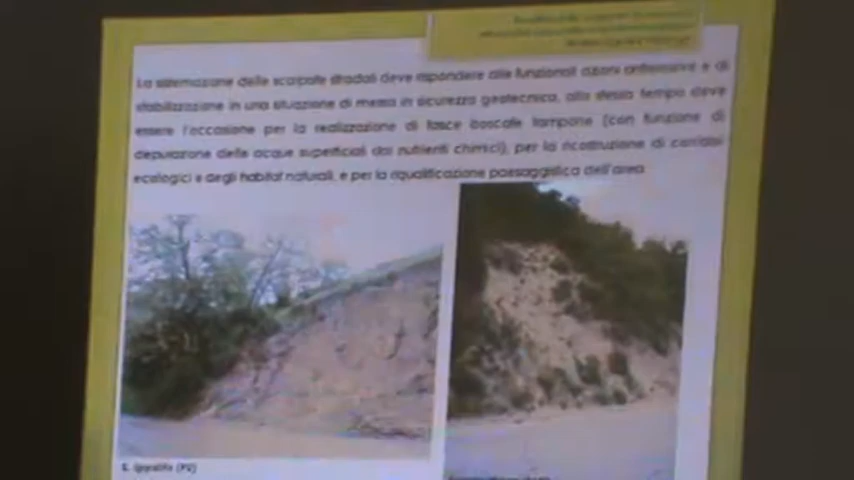 La sistemazione delle scarpate stradali deve rispondere alle funzionali azioni antierosive e di
stabilizzazione in una situazione di messa in sicurezza geotecnica, allo stesso tempo deve
essere l'occasione per la realizzazione di fasce boscate tampone (con funzione di
depurazione delle acque superficiali dai nutrienti chimici), per la ricostruzione di corridoi
ecologici e degli habitat naturali, e per la riqualificazione paesaggistica dell'area
S. Ippolito (PU)